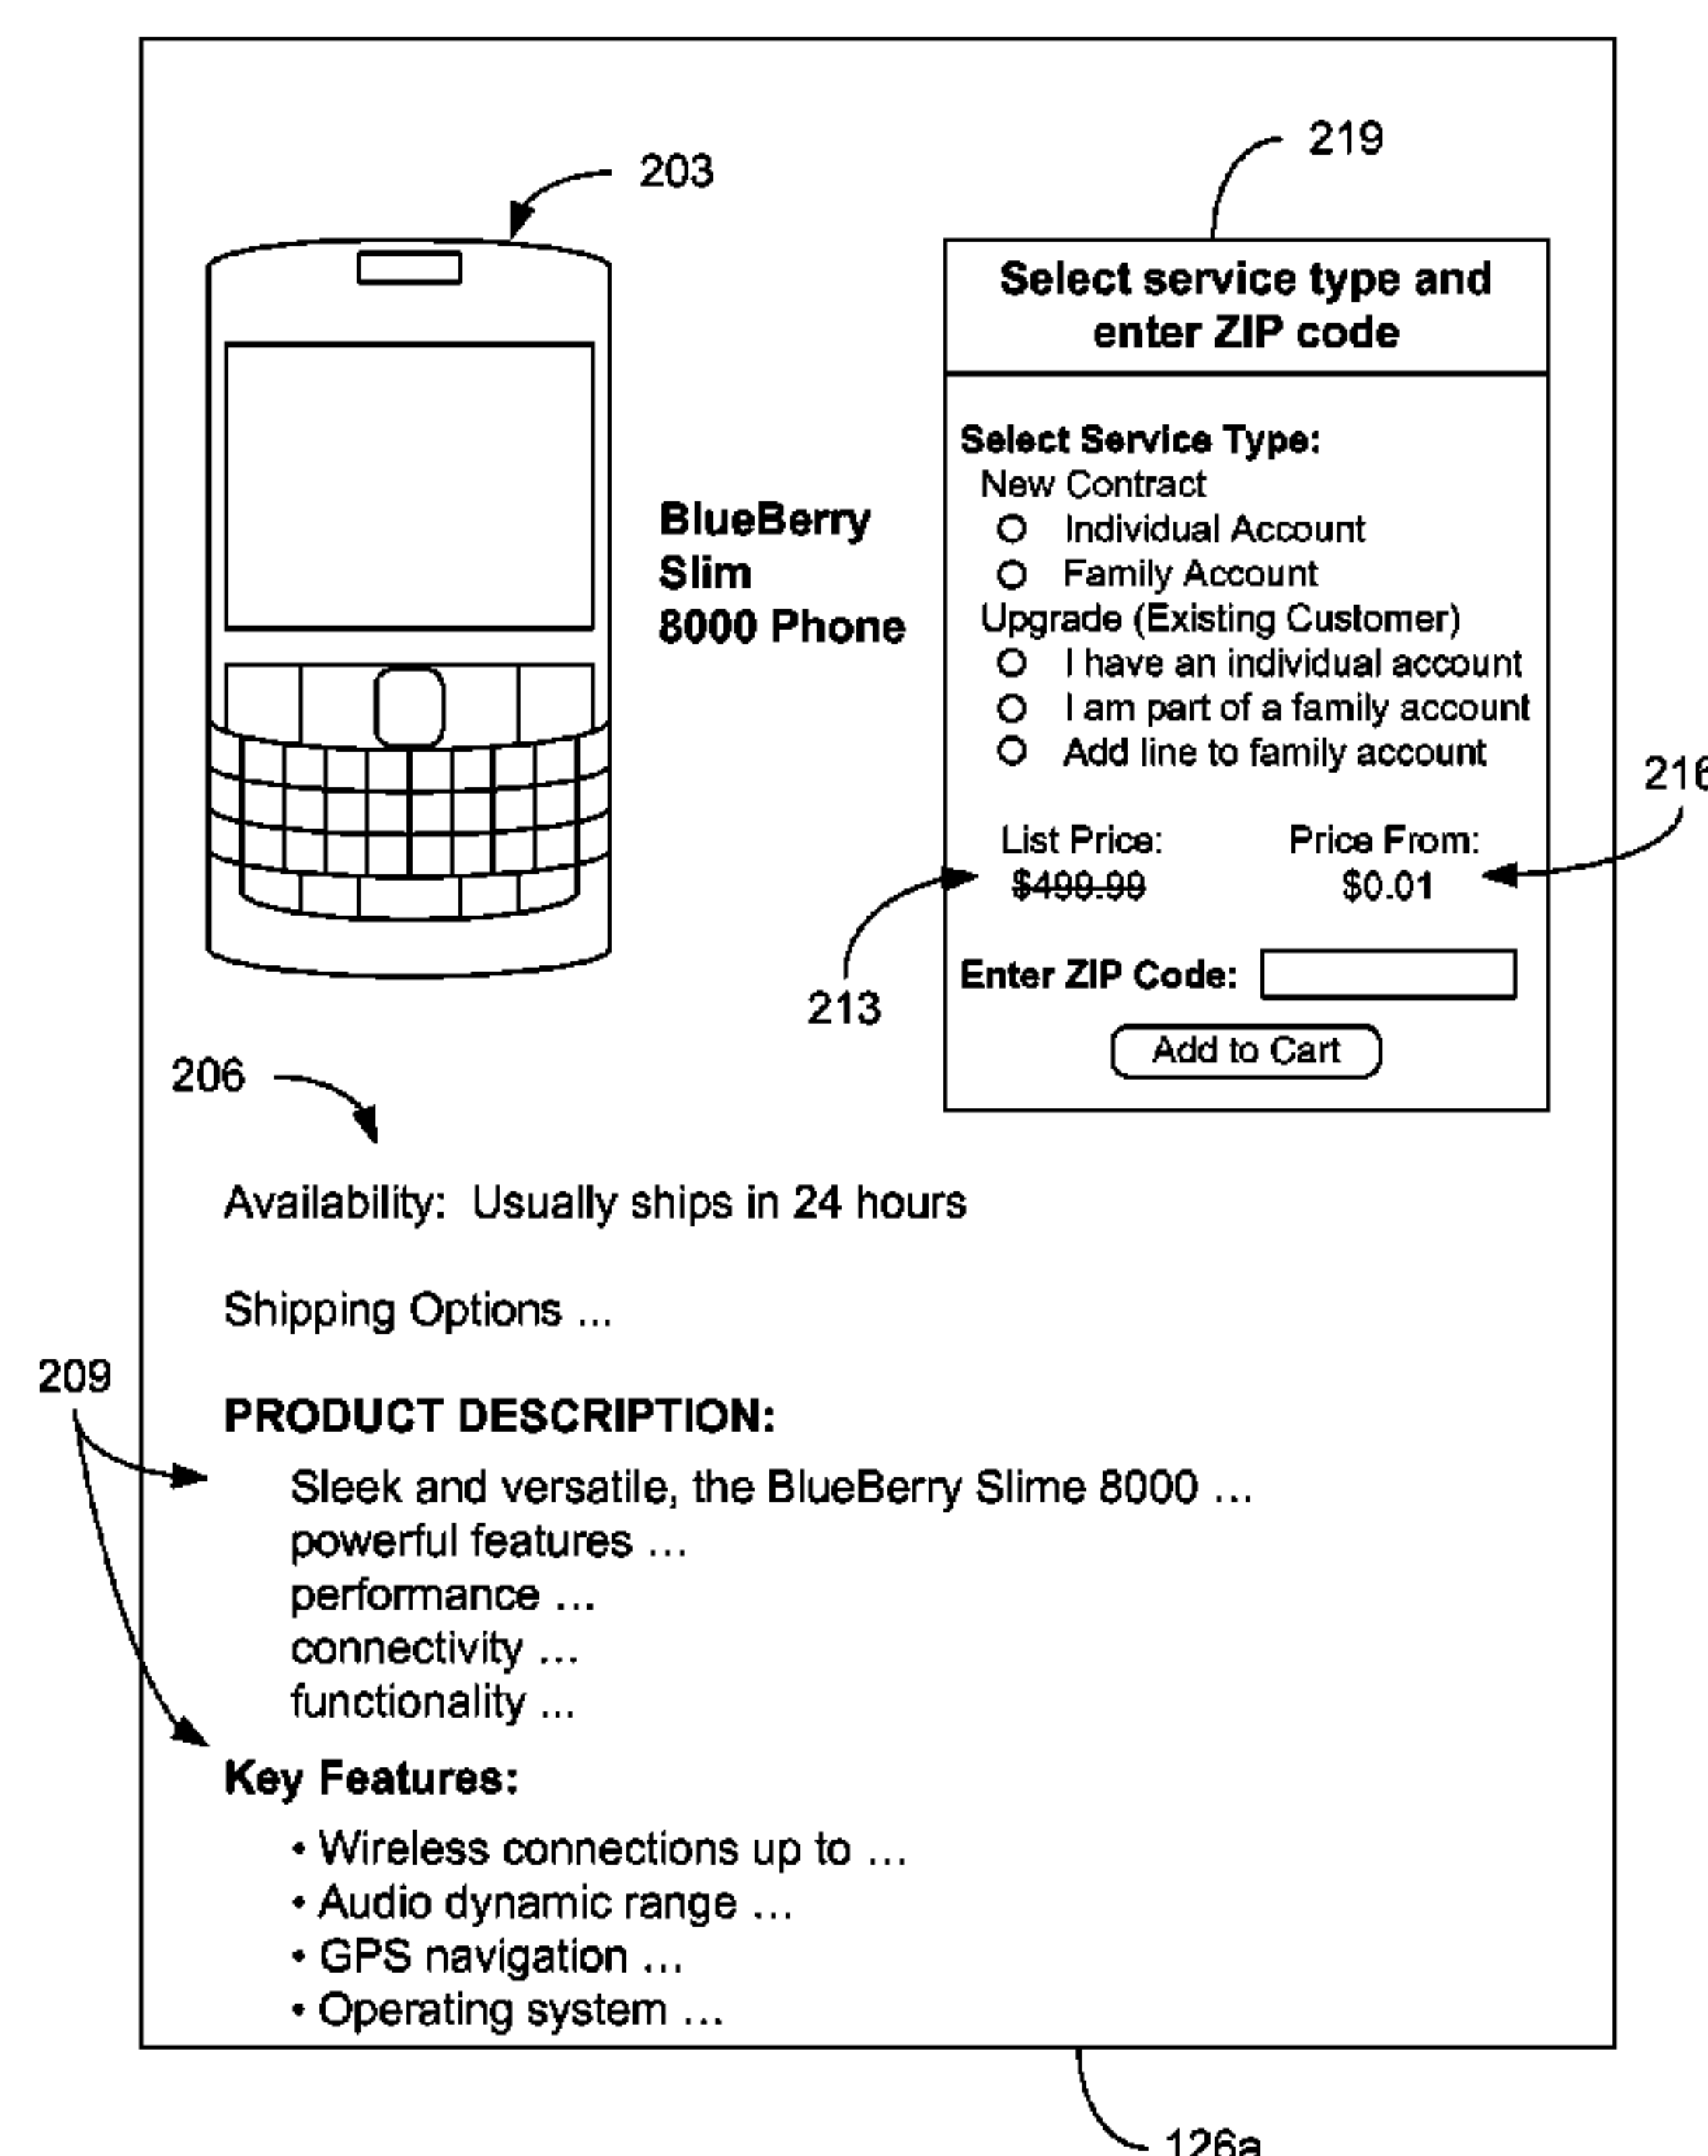 203
219
Select service type and
enter ZIP code
BlueBerry
Slim
8000 Phone
Select Service Type:
New Contract
Individual Account
Family Account
Upgrade (Existing Customer)
I have an individual account
I am part of a family account
Add line to family account
216
List Price:
Price From:
$499.99
$0.01
213
Enter ZIP Code:
Add to Cart
206
Availability: Usually ships in 24 hours
Shipping Options ...
209
PRODUCT DESCRIPTION:
Sleek and versatile, the BlueBerry Slime 8000 ...
powerful features ...
performance ...
connectivity ...
functionality ...
Key Features:
• Wireless connections up to ...
• Audio dynamic range ...
• GPS navigation ...
• Operating system ...
126a